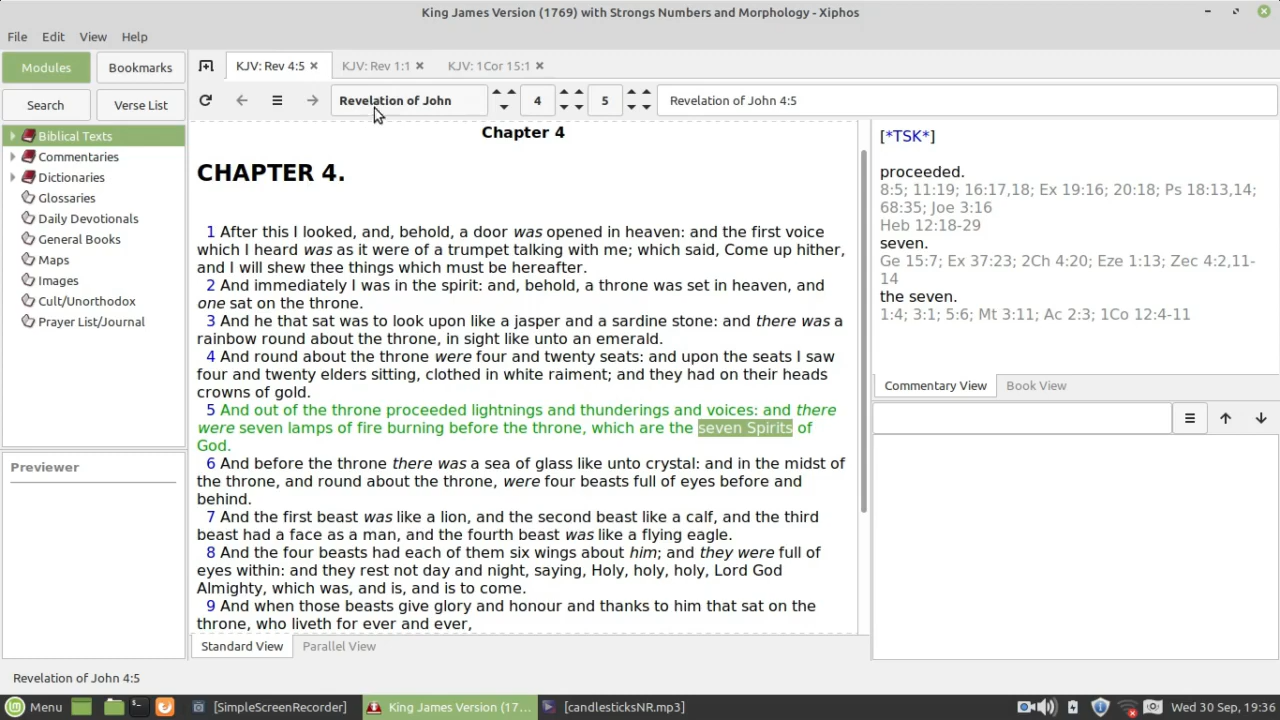 King James Version (1769) with Strongs Numbers and Morphology - Xiphos
File Edit View Help
Modules Bookmarks
Search Verse List
Biblical Texts
Commentaries
Dictionaries
Glossaries
Daily Devotionals
General Books
Maps
Images
Cult/Unorthodox
Prayer List/Journal
Previewer
KJV: Rev 4:5 KJV: Rev 1:1 KJV: 1Cor 15:1
Revelation of John 4 5 Revelation of John 4:5
Chapter 4
CHAPTER 4.
1 After this I looked, and, behold, a door was opened in heaven: and the first voice
which I heard was as it were of a trumpet talking with me; which said, Come up hither,
and I will shew thee things which must be hereafter.
2 And immediately I was in the spirit: and, behold, a throne was set in heaven, and
one sat on the throne.
3 And he that sat was to look upon like a jasper and a sardine stone: and there was a
rainbow round about the throne, in sight like unto an emerald.
4 And round about the throne were four and twenty seats: and upon the seats I saw
four and twenty elders sitting, clothed in white raiment; and they had on their heads
crowns of gold.
5 And out of the throne proceeded lightnings and thunderings and voices: and there
were seven lamps of fire burning before the throne, which are the seven Spirits of
God.
6 And before the throne there was a sea of glass like unto crystal: and in the midst of
the throne, and round about the throne, were four beasts full of eyes before and
behind.
7 And the first beast was like a lion, and the second beast like a calf, and the third
beast had a face as a man, and the fourth beast was like a flying eagle.
8 And the four beasts had each of them six wings about him; and they were full of
eyes within: and they rest not day and night, saying, Holy, holy, holy, Lord God
Almighty, which was, and is, and is to come.
9 And when those beasts give glory and honour and thanks to him that sat on the
throne, who liveth for ever and ever,
Standard View Parallel View
[*TSK*]
proceeded.
8:5; 11:19; 16:17,18; Ex 19:16; 20:18; Ps 18:13,14;
68:35; Joe 3:16
Heb 12:18-29
seven.
Ge 15:7; Ex 37:23; 2Ch 4:20; Eze 1:13; Zec 4:2,11-
14
the seven.
1:4; 3:1; 5:6; Mt 3:11; Ac 2:3; 1Co 12:4-11
Commentary View Book View
Revelation of John 4:5
Menu [SimpleScreenRecorder] King James Version (17... [candlesticksNR.mp3] Wed 30 Sep, 19:36